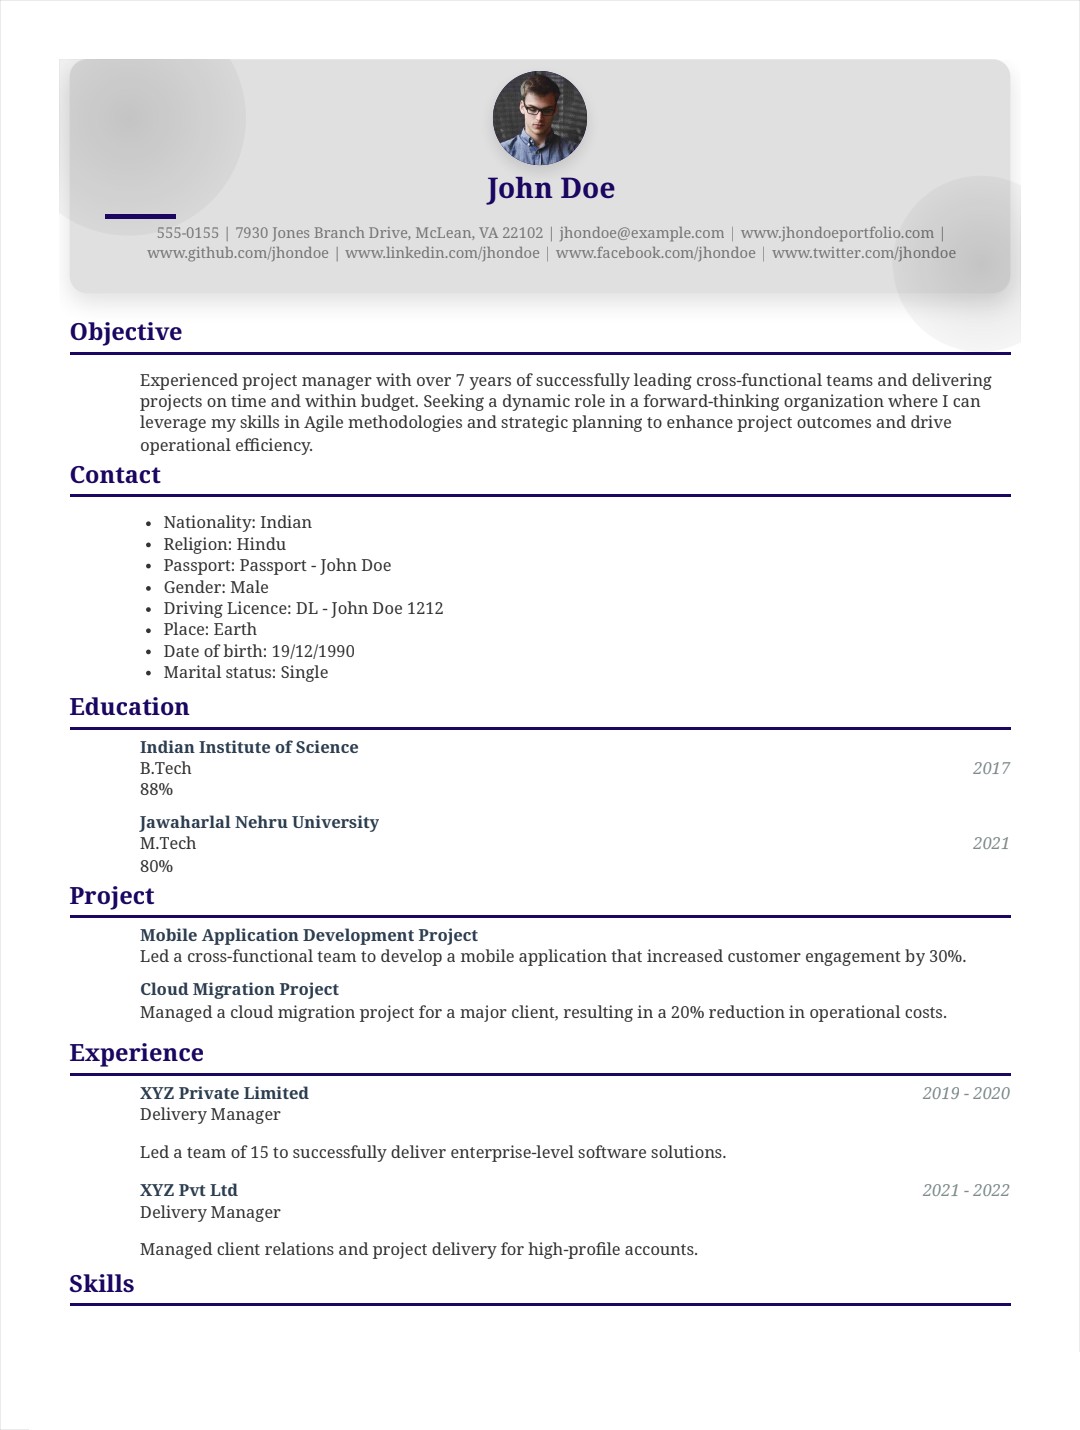 John Doe
555-0155 | 7930 Jones Branch Drive, McLean, VA 22102 | jhondoe@example.com | www.jhondoeportfolio.com |
www.github.com/jhondoe | www.linkedin.com/jhondoe | www.facebook.com/jhondoe | www.twitter.com/jhondoe
Objective
Experienced project manager with over 7 years of successfully leading cross-functional teams and delivering
projects on time and within budget. Seeking a dynamic role in a forward-thinking organization where I can
leverage my skills in Agile methodologies and strategic planning to enhance project outcomes and drive
operational efficiency.
Contact
• Nationality: Indian
• Religion: Hindu
• Passport: Passport - John Doe
• Gender: Male
• Driving Licence: DL - John Doe 1212
• Place: Earth
• Date of birth: 19/12/1990
• Marital status: Single
Education
Indian Institute of Science
B.Tech 2017
88%
Jawaharlal Nehru University
M.Tech 2021
80%
Project
Mobile Application Development Project
Led a cross-functional team to develop a mobile application that increased customer engagement by 30%.
Cloud Migration Project
Managed a cloud migration project for a major client, resulting in a 20% reduction in operational costs.
Experience
XYZ Private Limited 2019 - 2020
Delivery Manager
Led a team of 15 to successfully deliver enterprise-level software solutions.
XYZ Pvt Ltd 2021 - 2022
Delivery Manager
Managed client relations and project delivery for high-profile accounts.
Skills